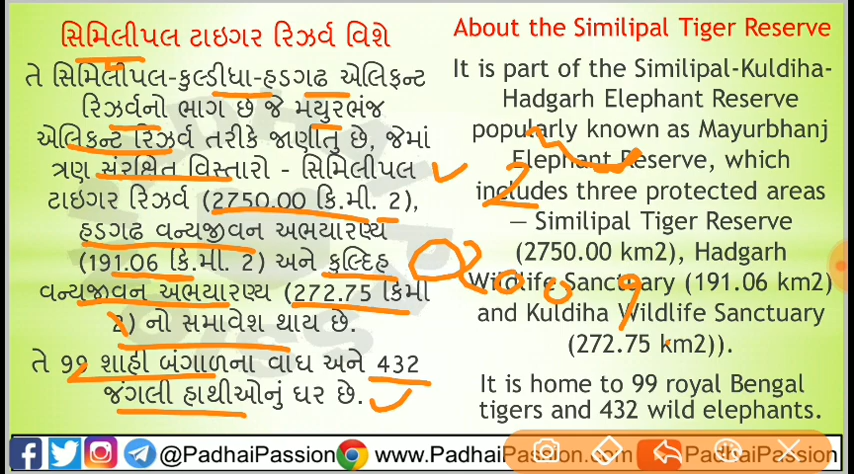 સિમિલીપલ ટાઇગર રિઝર્વ વિશે
તે સિમિલીપલ-કુલ્ડીધા-હડગઢ એલિફન્ટ
રિઝર્વનો ભાગ છે જે મયુરભંજ
એલિફન્ટ રિઝર્વ તરીકે જાણીતું છે, જેમાં
ત્રણ સંરક્ષિત વિસ્તારો - સિમિલીપલ
ટાઇગર રિઝર્વ (2750.00 કિ.મી. 2),
હડગઢ વન્યજીવન અભયારણ્ય
(191.06 કિ.મી. 2) અને કુલ્દિહ
વન્યજીવન અભયારણ્ય (272.75 કિમી
2) નો સમાવેશ થાય છે.
તે 99 શાહી બંગાળના વાઘ અને 432
જંગલી હાથીઓનું ઘર છે.
About the Similipal Tiger Reserve
It is part of the Similipal-Kuldiha-
Hadgarh Elephant Reserve
popularly known as Mayurbhanj
Elephant Reserve, which
includes three protected areas
— Similipal Tiger Reserve
(2750.00 km2), Hadgarh
Wildlife Sanctuary (191.06 km2)
and Kuldiha Wildlife Sanctuary
(272.75 km2)).
It is home to 99 royal Bengal
tigers and 432 wild elephants.
@PadhaiPassion www.PadhaiPassion.com PadhaiPassion